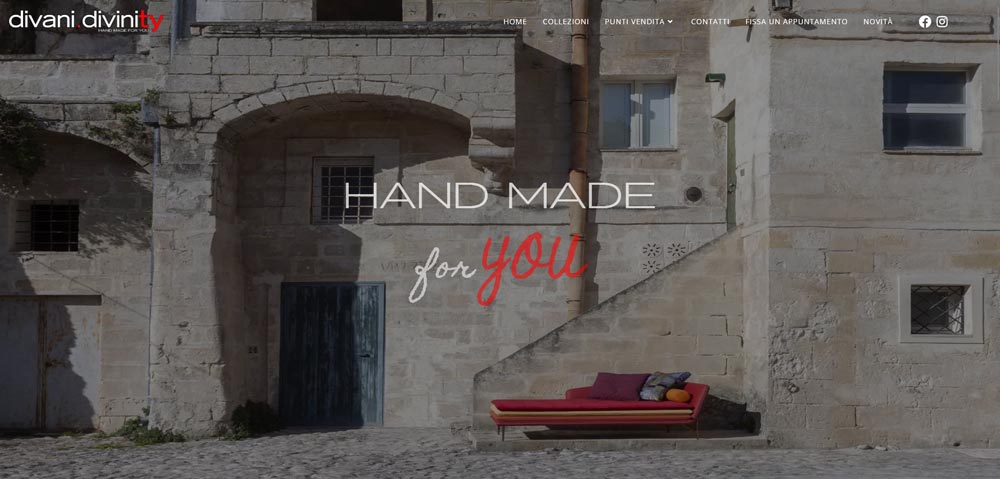 divani.divinity
HAND MADE FOR YOU
HOME COLLEZIONI PUNTI VENDITA CONTATTI FISSA UN APPUNTAMENTO NOVITÀ
HAND MADE
for you